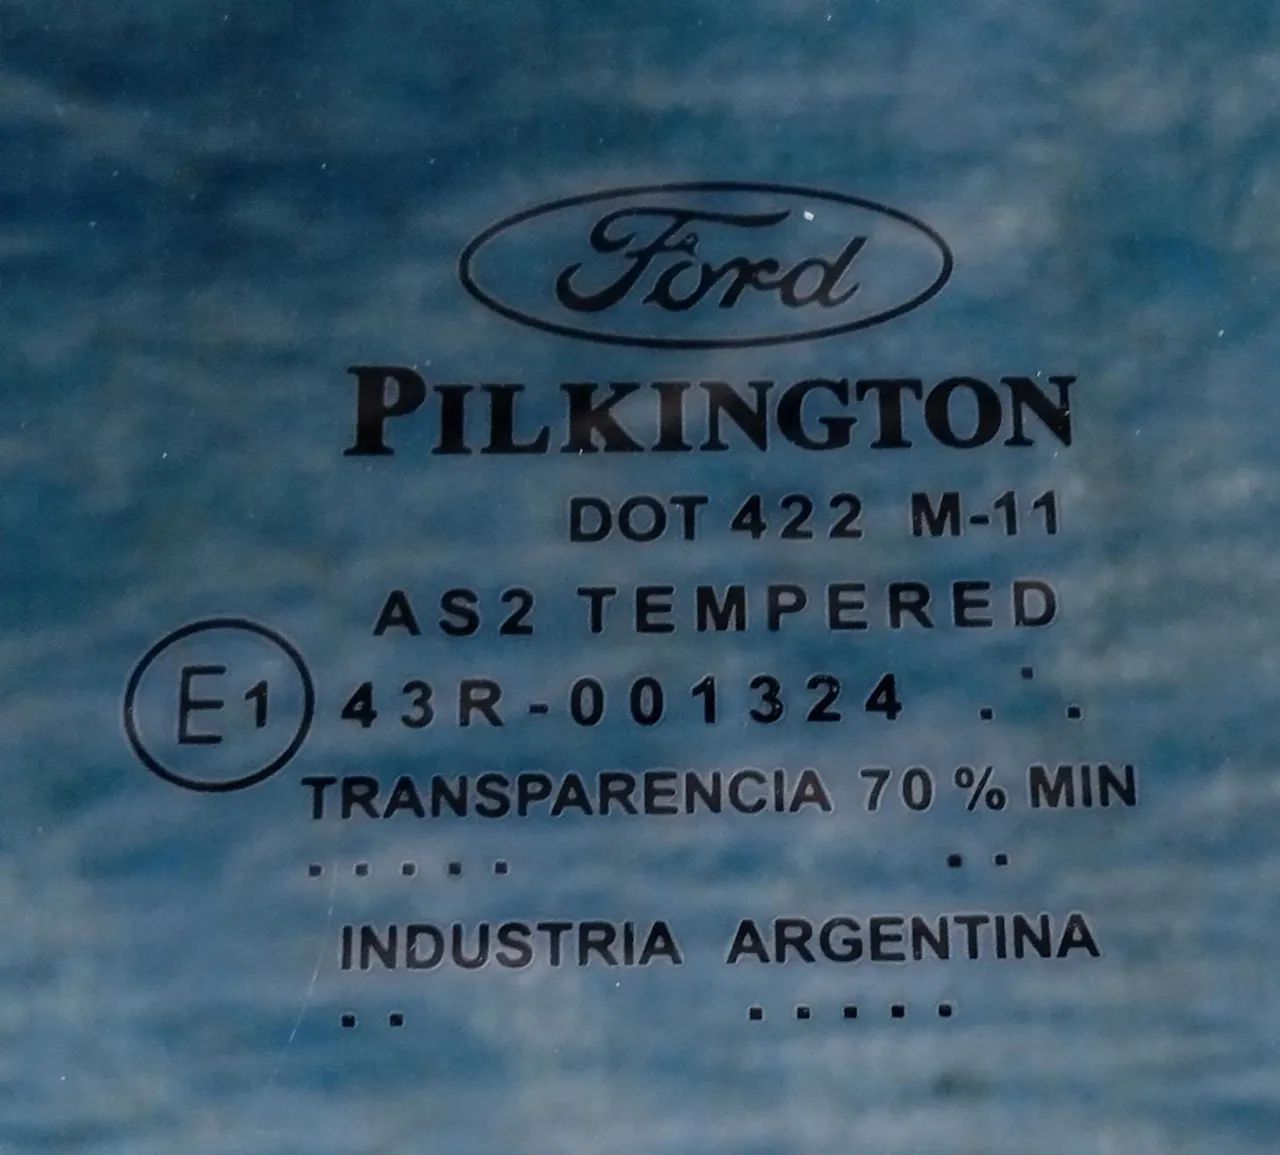 Ford
PILKINGTON
DOT 422 M-11
AS2 TEMPERED
E1 43R-001324
TRANSPARENCIA 70 % MIN
INDUSTRIA ARGENTINA